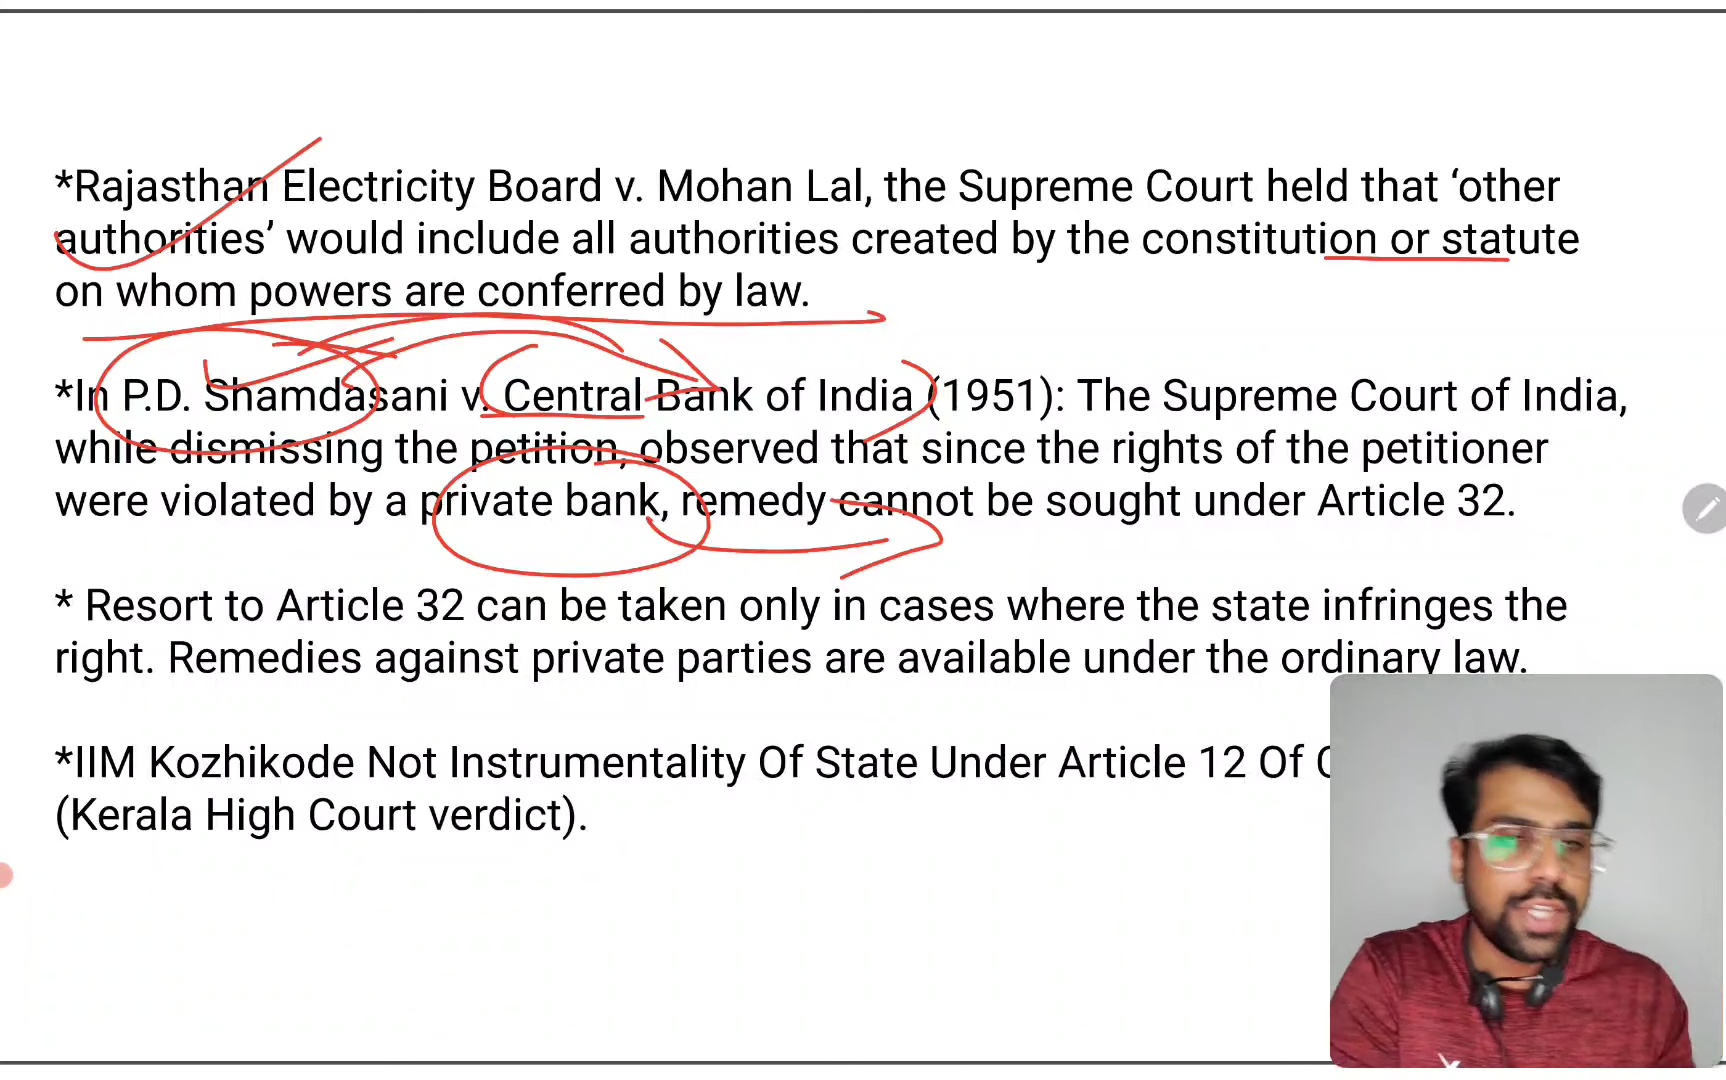 *Rajasthan Electricity Board v. Mohan Lal, the Supreme Court held that ‘other
authorities’ would include all authorities created by the constitution or statute
on whom powers are conferred by law.
*In P.D. Shamdasani v. Central Bank of India (1951): The Supreme Court of India,
while dismissing the petition, observed that since the rights of the petitioner
were violated by a private bank, remedy cannot be sought under Article 32.
* Resort to Article 32 can be taken only in cases where the state infringes the
right. Remedies against private parties are available under the ordinary law.
*IIM Kozhikode Not Instrumentality Of State Under Article 12 Of
(Kerala High Court verdict).